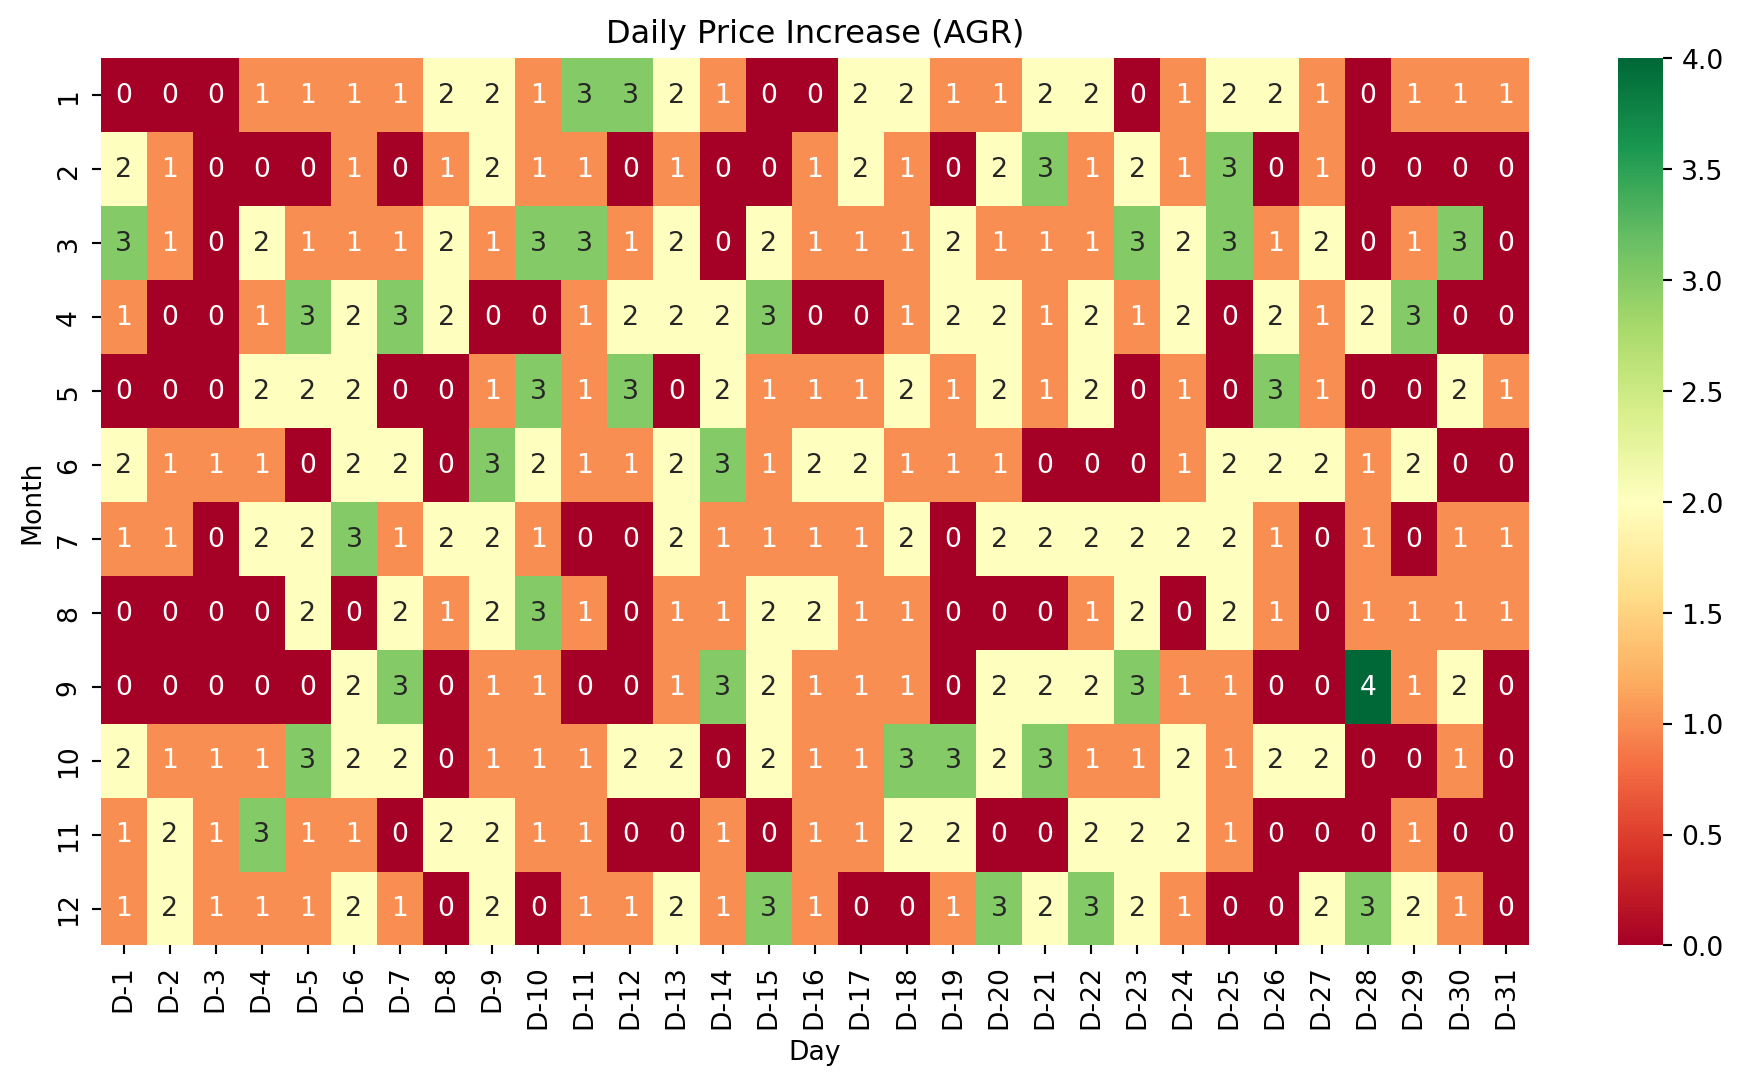 Daily Price Increase (AGR)
Month
1 0 0 0 1 1 1 1 2 2 1 3 3 2 1 0 0 2 2 1 1 2 2 0 1 2 2 1 0 1 1 1
2 2 1 0 0 0 1 0 1 2 1 1 0 1 0 0 1 2 1 0 2 3 1 2 1 3 0 1 0 0 0 0
3 3 1 0 2 1 1 1 2 1 3 3 1 2 0 2 1 1 1 2 1 1 1 3 2 3 1 2 0 1 3 0
4 1 0 0 1 3 2 3 2 0 0 1 2 2 2 3 0 0 1 2 2 1 2 1 2 0 2 1 2 3 0 0
5 0 0 0 2 2 2 0 0 1 3 1 3 0 2 1 1 1 2 1 2 1 2 0 1 0 3 1 0 0 2 1
6 2 1 1 1 0 2 2 0 3 2 1 1 2 3 1 2 2 1 1 1 0 0 0 1 2 2 2 1 2 0 0
7 1 1 0 2 2 3 1 2 2 1 0 0 2 1 1 1 1 2 0 2 2 2 2 2 2 1 0 1 0 1 1
8 0 0 0 0 2 0 2 1 2 3 1 0 1 1 2 2 1 1 0 0 0 1 2 0 2 1 0 1 1 1 1
9 0 0 0 0 0 2 3 0 1 1 0 0 1 3 2 1 1 1 0 2 2 2 3 1 1 0 0 4 1 2 0
10 2 1 1 1 3 2 2 0 1 1 1 2 2 0 2 1 1 3 3 2 3 1 1 2 1 2 2 0 0 1 0
11 1 2 1 3 1 1 0 2 2 1 1 0 0 1 0 1 1 2 2 0 0 2 2 2 1 0 0 0 1 0 0
12 1 2 1 1 1 2 1 0 2 0 1 1 2 1 3 1 0 0 1 3 2 3 2 1 0 0 2 3 2 1 0
D-1 D-2 D-3 D-4 D-5 D-6 D-7 D-8 D-9 D-10 D-11 D-12 D-13 D-14 D-15 D-16 D-17 D-18 D-19 D-20 D-21 D-22 D-23 D-24 D-25 D-26 D-27 D-28 D-29 D-30 D-31
Day
4.0
3.5
3.0
2.5
2.0
1.5
1.0
0.5
0.0